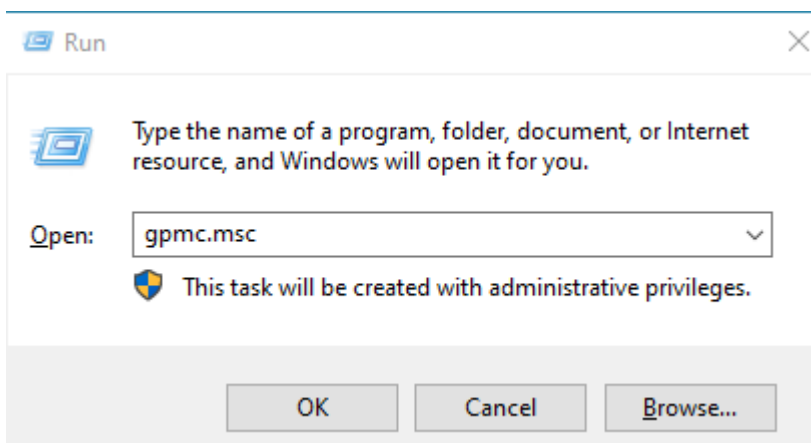 Run
Type the name of a program, folder, document, or Internet
resource, and Windows will open it for you.
Open: gpmc.msc
This task will be created with administrative privileges.
OK Cancel Browse...